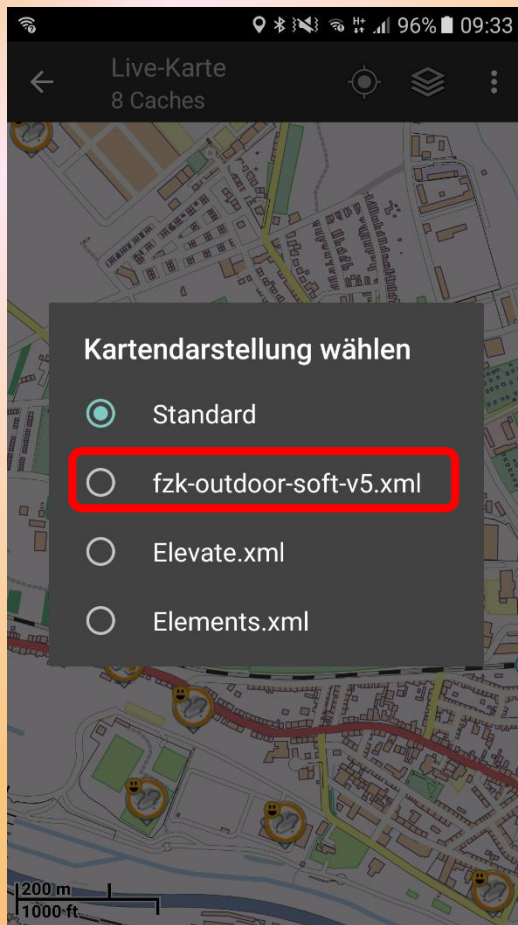 H+ 96% 09:33
Live-Karte
8 Caches
Kartendarstellung wählen
Standard
fzk-outdoor-soft-v5.xml
Elevate.xml
Elements.xml
200 m
1000 ft